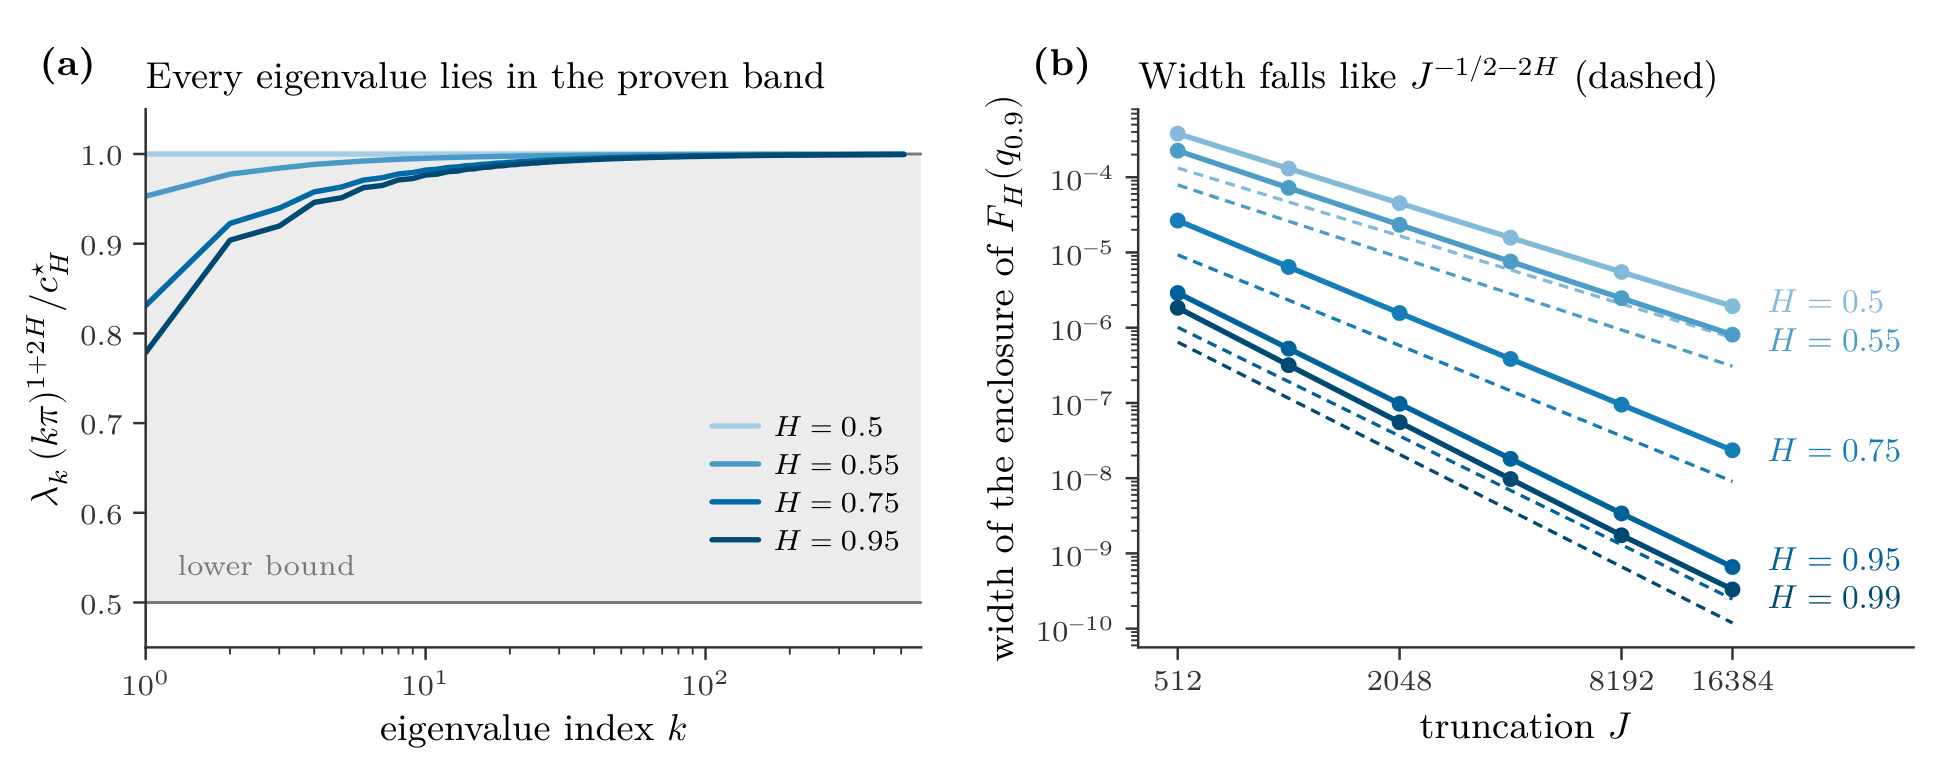 (a)
Every eigenvalue lies in the proven band
λ_k (kπ)^{1+2H}/c^⋆_H
1.0
0.9
0.8
0.7
0.6
0.5
H = 0.5
H = 0.55
H = 0.75
H = 0.95
lower bound
10^0
10^1
10^2
eigenvalue index k
(b)
Width falls like J^{−1/2−2H} (dashed)
width of the enclosure of F_H(q_{0.9})
10^{−4}
10^{−5}
10^{−6}
10^{−7}
10^{−8}
10^{−9}
10^{−10}
H = 0.5
H = 0.55
H = 0.75
H = 0.95
H = 0.99
512
2048
8192
16384
truncation J